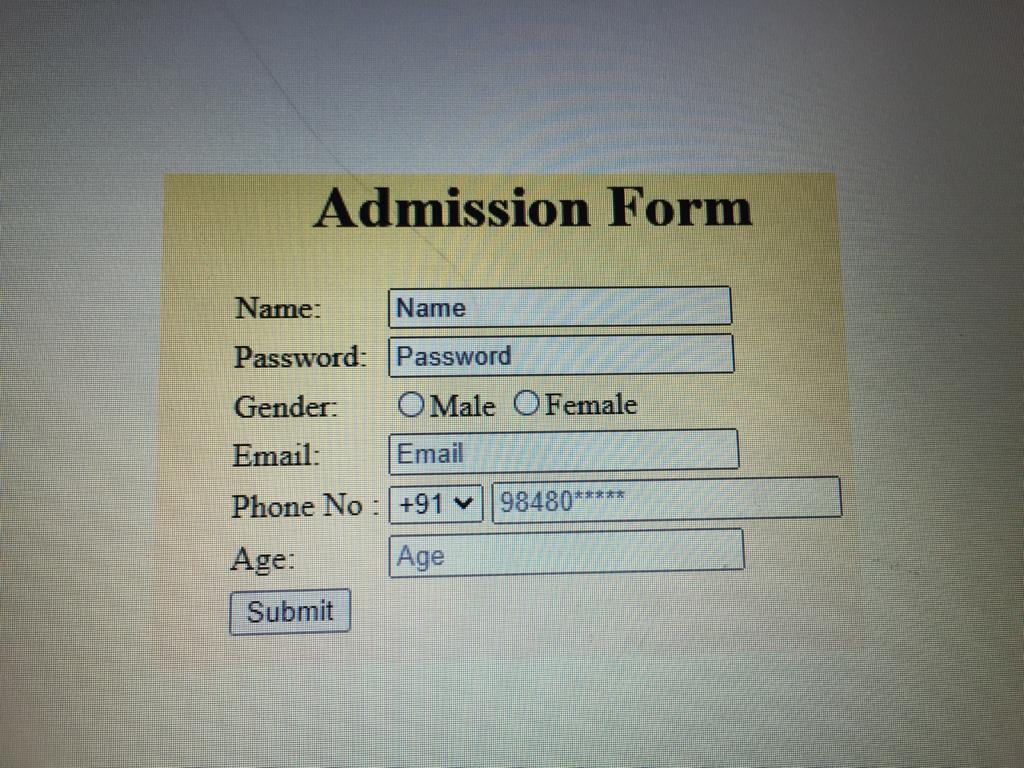 Admission Form
Name: Name
Password: Password
Gender: Male Female
Email: Email
Phone No : +91 98480*****
Age: Age
Submit